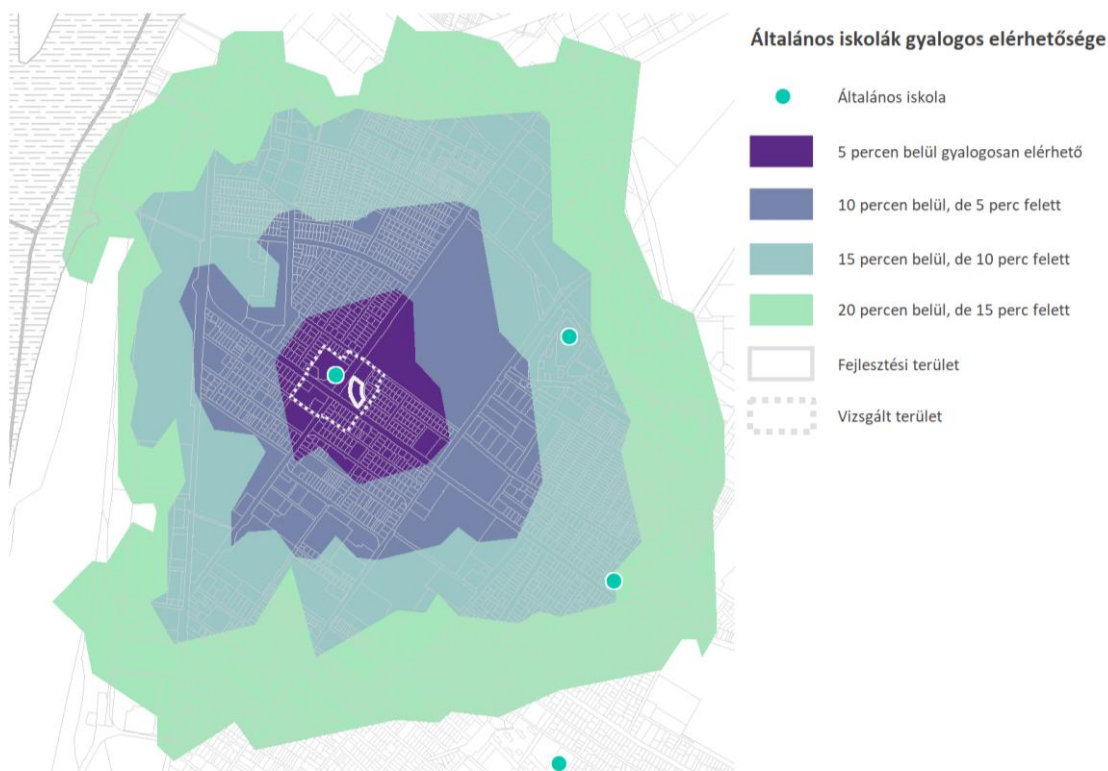 Általános iskolák gyalogos elérhetősége
Általános iskola
5 percen belül gyalogosan elérhető
10 percen belül, de 5 perc felett
15 percen belül, de 10 perc felett
20 percen belül, de 15 perc felett
Fejlesztési terület
Vizsgált terület